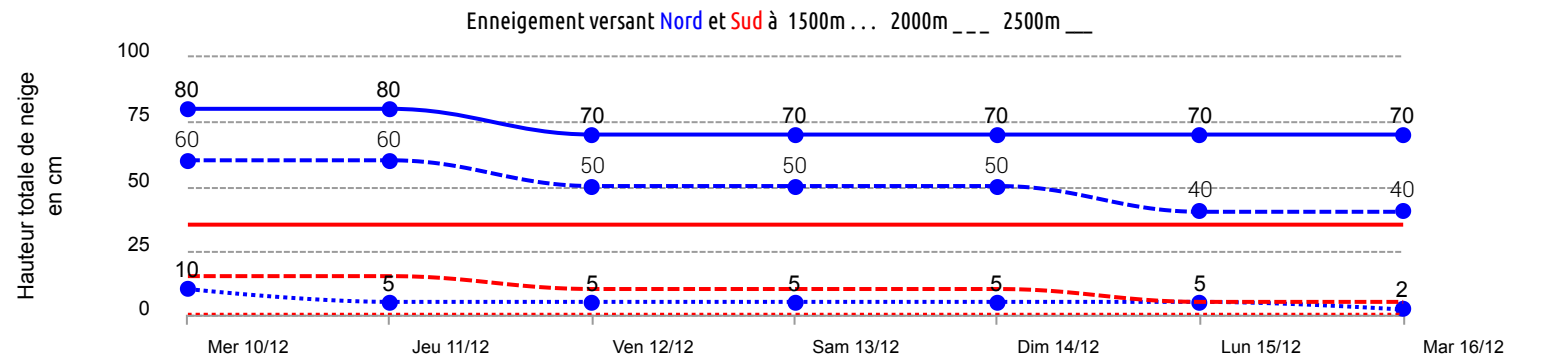 Enneigement versant Nord et Sud à 1500m . . . 2000m _ _ _ 2500m __
Hauteur totale de neige
en cm
100
75
50
25
0
80 80 70 70 70 70 70
60 60 50 50 50 40 40
10 5 5 5 5 5 2
Mer 10/12 Jeu 11/12 Ven 12/12 Sam 13/12 Dim 14/12 Lun 15/12 Mar 16/12